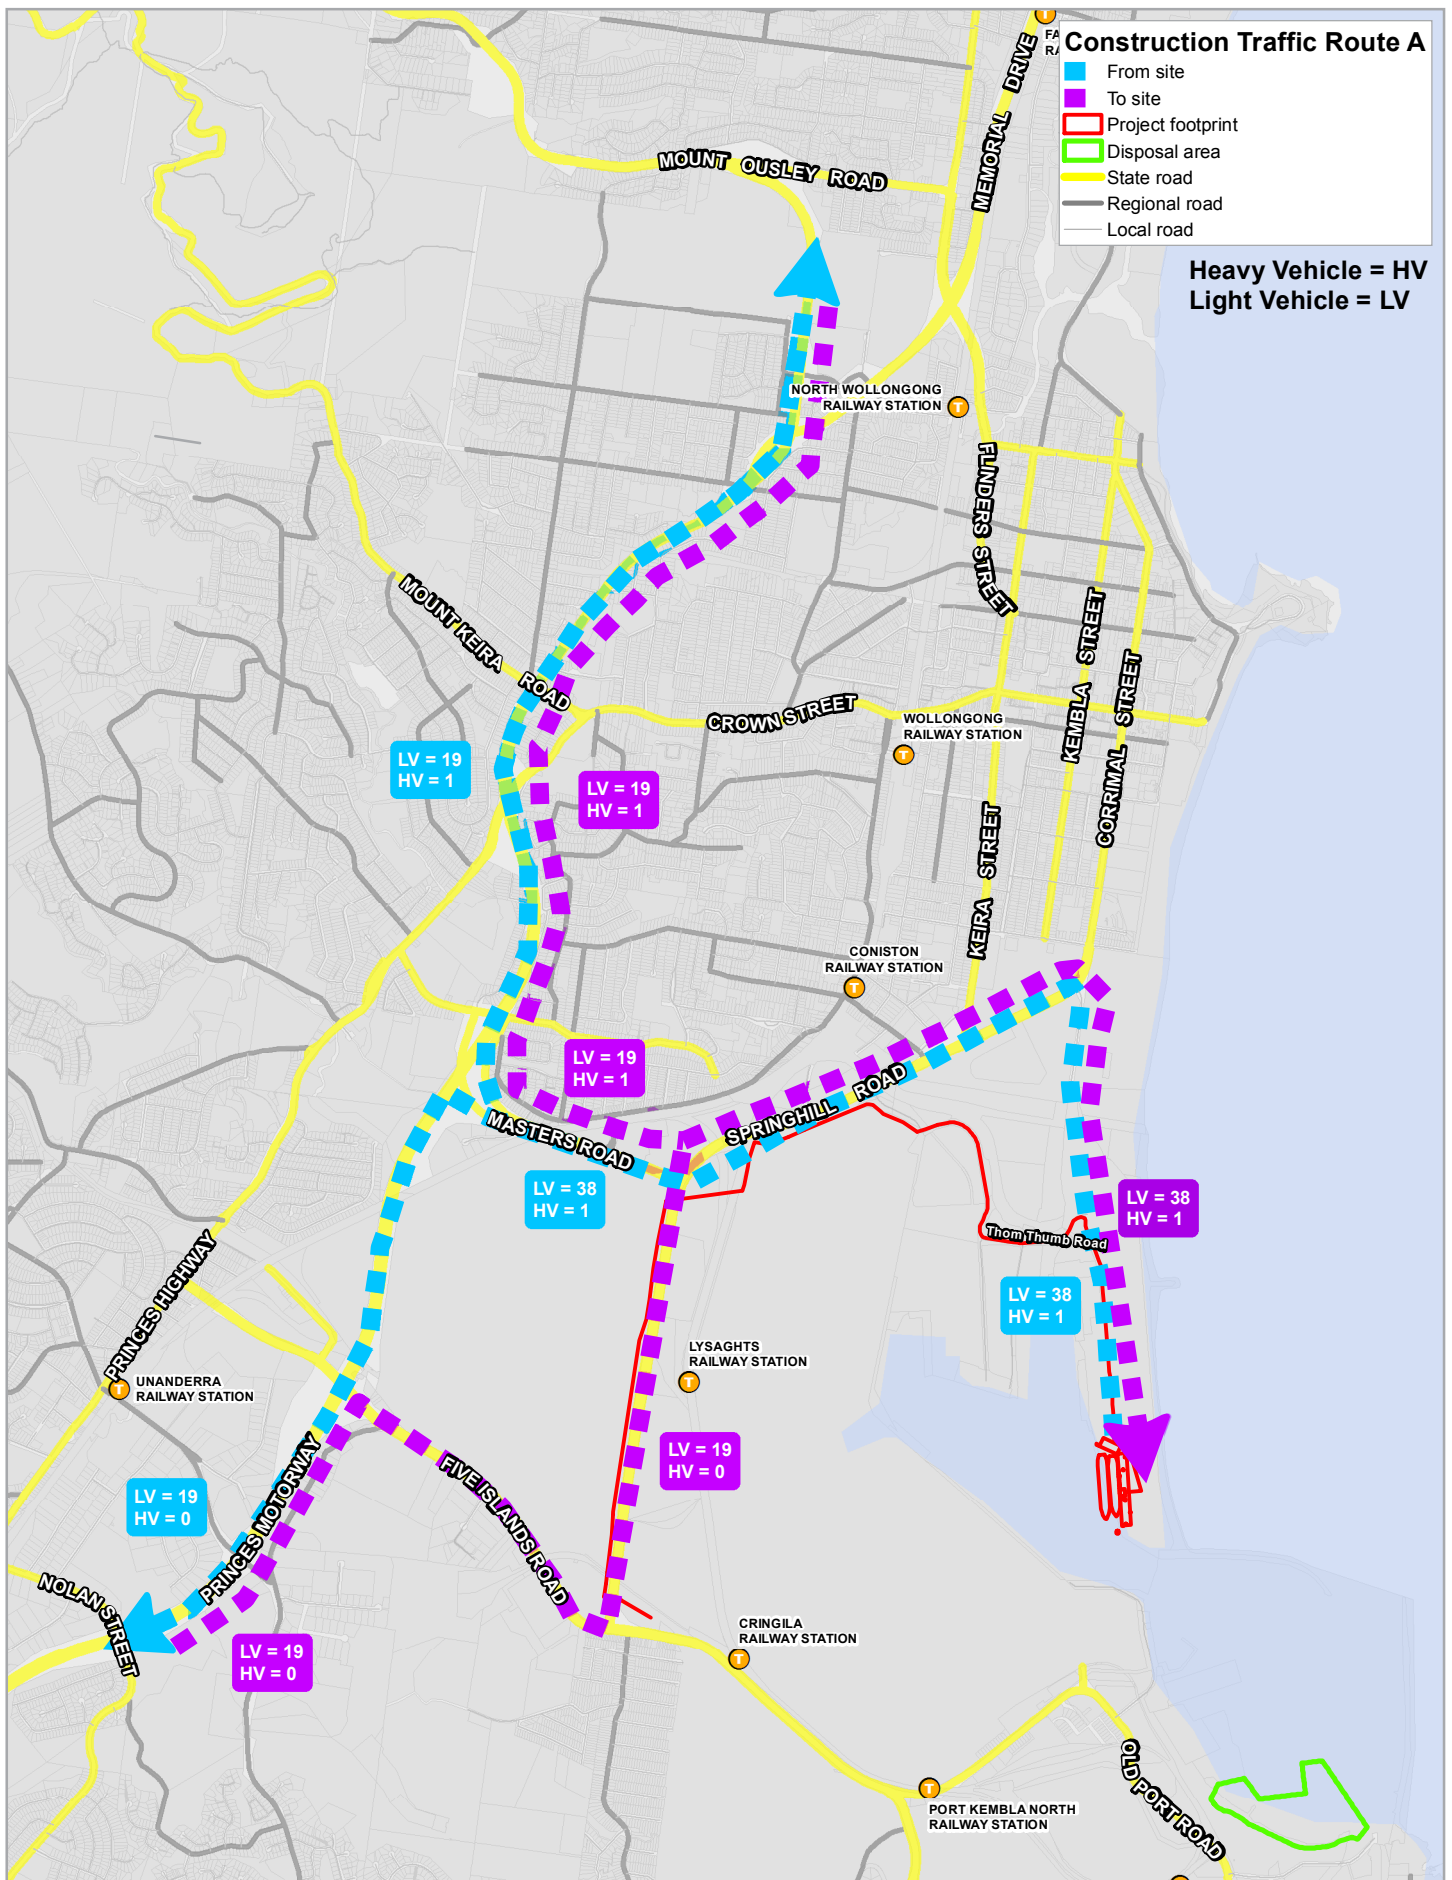 Construction Traffic Route A
From site
To site
Project footprint
Disposal area
State road
Regional road
Local road
Heavy Vehicle = HV
Light Vehicle = LV
FA
RA
MEMORIAL DRIVE
MOUNT OUSLEY ROAD
NORTH WOLLONGONG
RAILWAY STATION
T
FLINDERS STREET
MOUNT KEIRA ROAD
CROWN STREET
KEMBLA STREET
CORRIMAL STREET
WOLLONGONG
RAILWAY STATION
T
LV = 19
HV = 1
LV = 19
HV = 1
KEIRA STREET
CONISTON
RAILWAY STATION
T
LV = 19
HV = 1
SPRINGHILL ROAD
MASTERS ROAD
LV = 38
HV = 1
LV = 38
HV = 1
Thom Thumb Road
LV = 38
HV = 1
PRINCES HIGHWAY
LYSAGHTS
RAILWAY STATION
T
UNANDERRA
RAILWAY STATION
T
LV = 19
HV = 0
PRINCES MOTORWAY
FIVE ISLANDS ROAD
LV = 19
HV = 0
NOLAN STREET
LV = 19
HV = 0
CRINGILA
RAILWAY STATION
T
PORT KEMBLA NORTH
RAILWAY STATION
T
OLD PORT ROAD